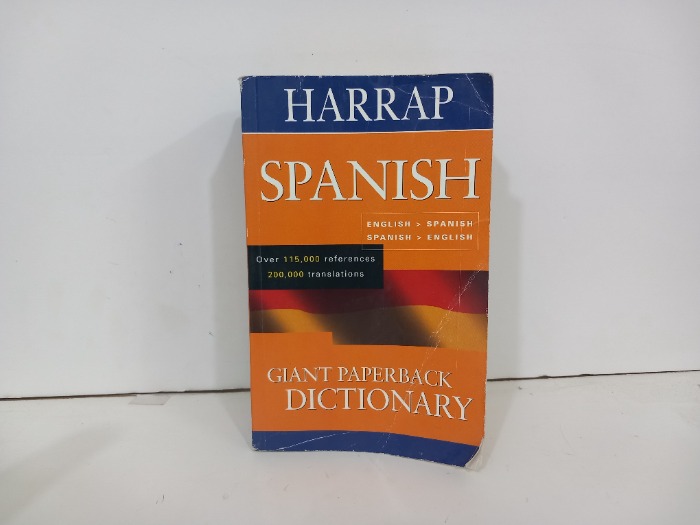 HARRAP
SPANISH
ENGLISH > SPANISH
SPANISH > ENGLISH
Over 115,000 references
200,000 translations
GIANT PAPERBACK
DICTIONARY